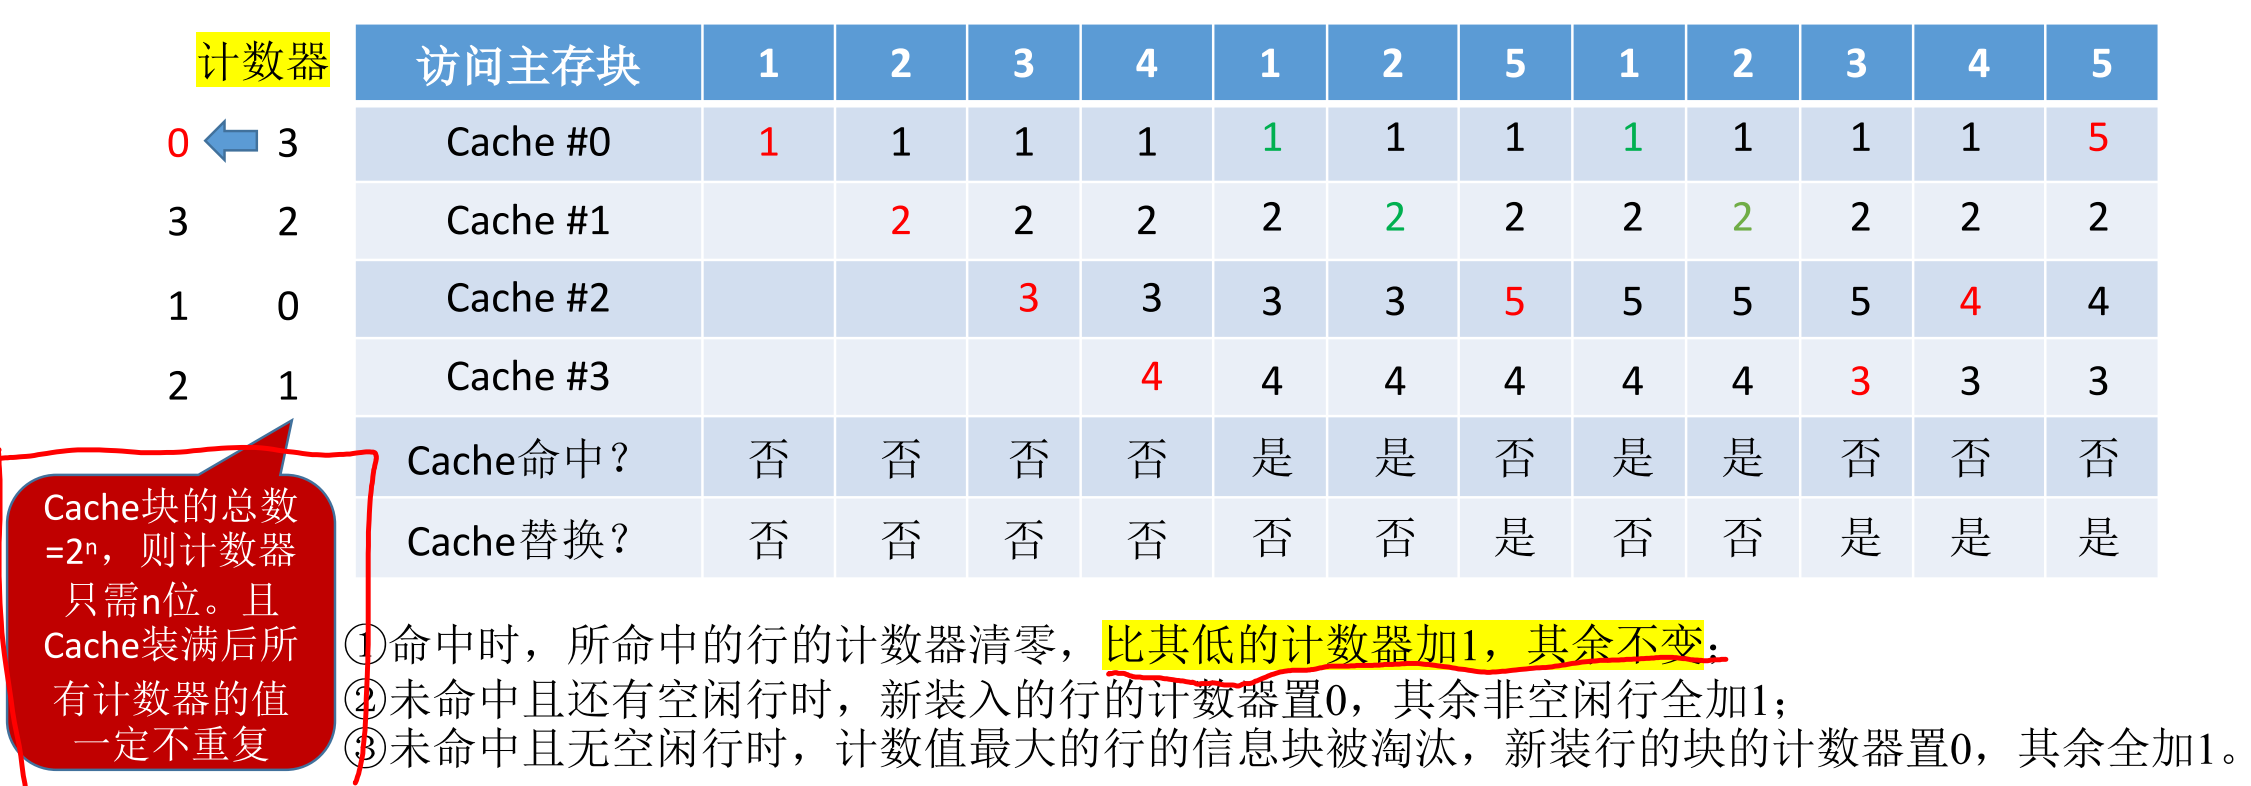 计数器
访问主存块 1 2 3 4 1 2 5 1 2 3 4 5
0 3 Cache #0 1 1 1 1 1 1 1 1 1 1 1 5
3 2 Cache #1 2 2 2 2 2 2 2 2 2 2 2
1 0 Cache #2 3 3 3 3 5 5 5 5 4 4
2 1 Cache #3 4 4 4 4 4 4 3 3 3
Cache命中？ 否 否 否 否 是 是 否 是 是 否 否 否
Cache替换？ 否 否 否 否 否 否 是 否 否 是 是 是
Cache块的总数
=2ⁿ，则计数器
只需n位。且
Cache装满后所
有计数器的值
一定不重复
①命中时，所命中的行的计数器清零，比其低的计数器加1，其余不变；
②未命中且还有空闲行时，新装入的行的计数器置0，其余非空闲行全加1；
③未命中且无空闲行时，计数值最大的行的信息块被淘汰，新装行的块的计数器置0，其余全加1。